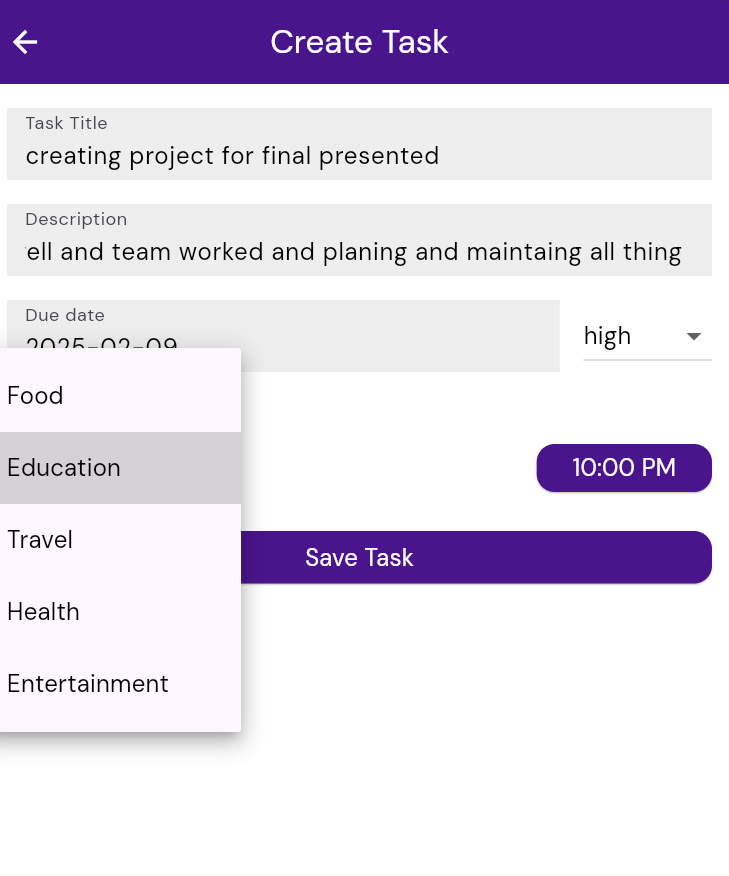 Create Task
Task Title
creating project for final presented
Description
ell and team worked and planing and maintaing all thing
Due date
2025-02-09
high
Food
Education
10:00 PM
Travel
Save Task
Health
Entertainment